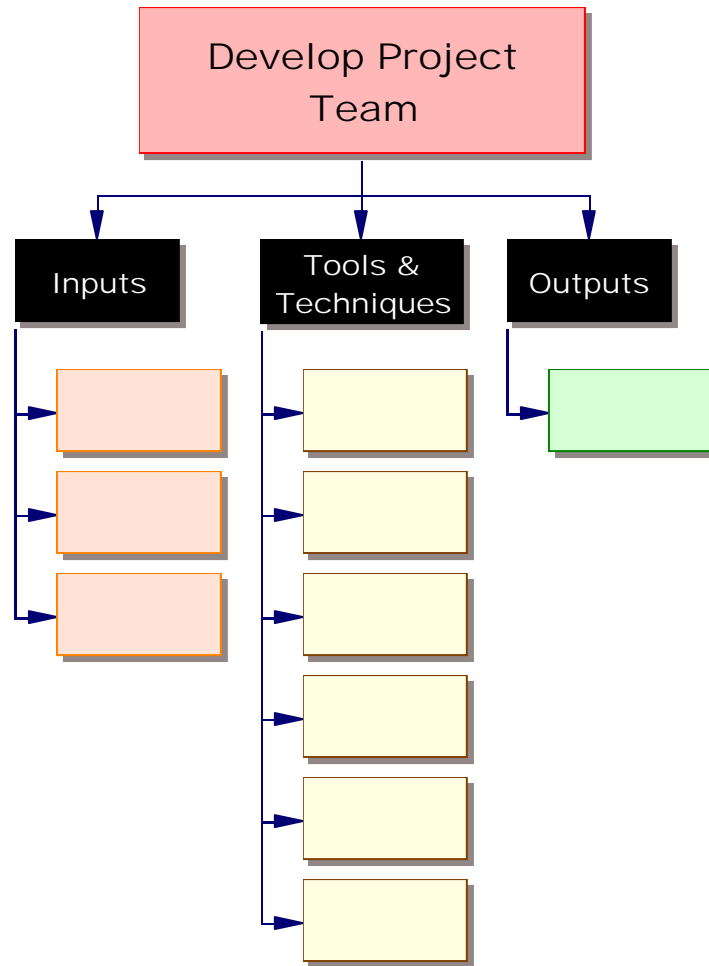 Develop Project
Team
Inputs
Tools &
Techniques
Outputs